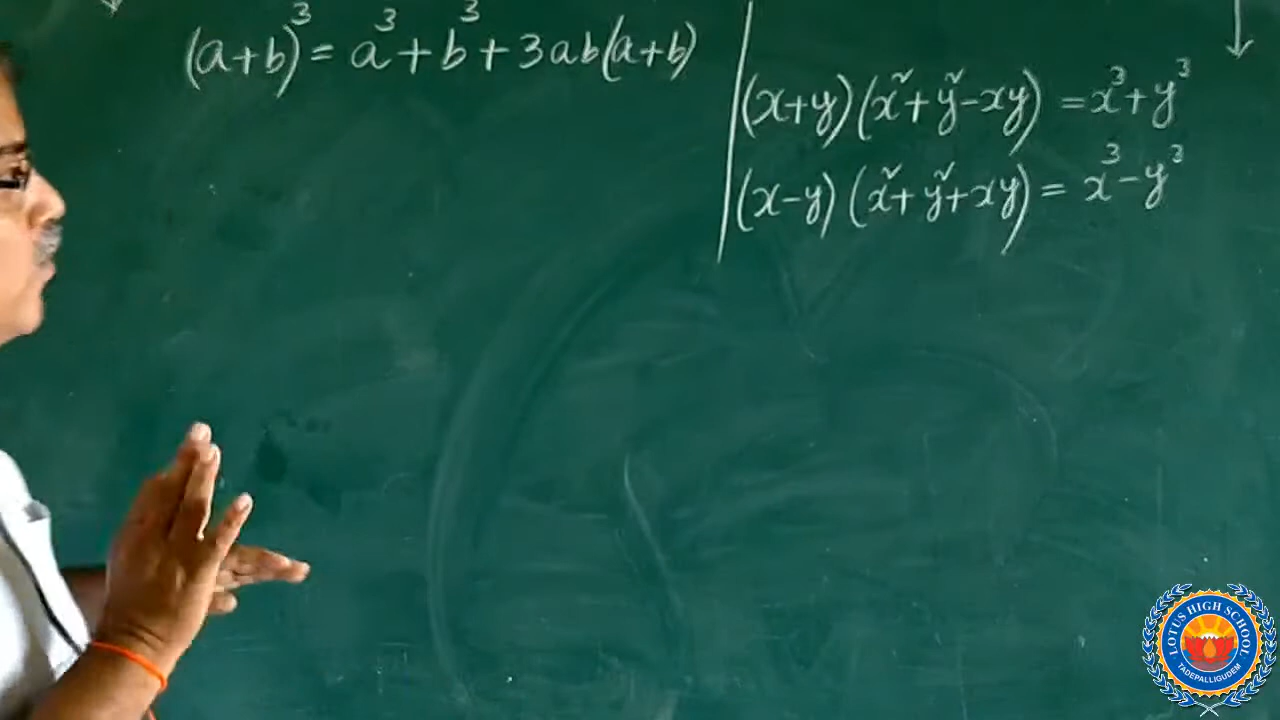 (a+b)³ = a³ + b³ + 3ab(a+b)
(x+y)(x²+y²-xy) = x³+y³
(x-y)(x²+y²+xy) = x³-y³
LOTUS HIGH SCHOOL
TADEPALLIGUDEM